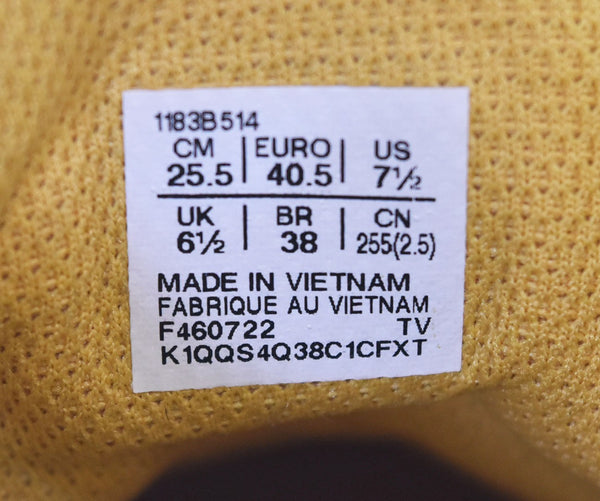 1183B514
CM | EURO | US
25.5 | 40.5 | 7½
UK | BR | CN
6½ | 38 | 255(2.5)
MADE IN VIETNAM
FABRIQUE AU VIETNAM
F460722 TV
K1QQS4Q38C1CFXT